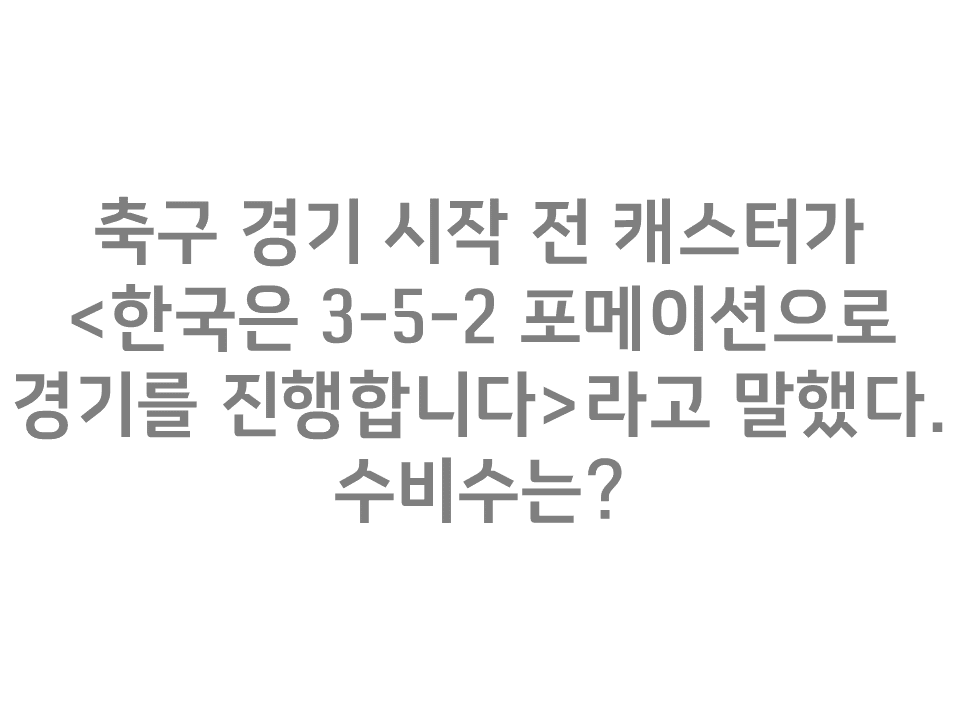 축구 경기 시작 전 캐스터가
<한국은 3-5-2 포메이션으로
경기를 진행합니다>라고 말했다.
수비수는?